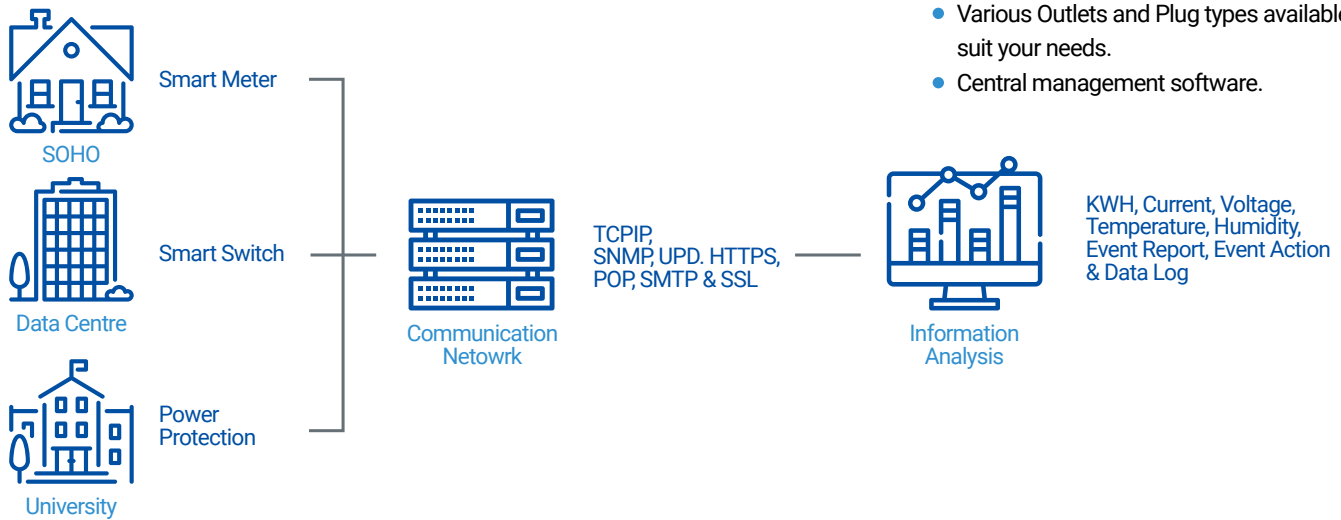 Various Outlets and Plug types available
suit your needs.
Central management software.
Smart Meter
SOHO
Smart Switch
Data Centre
Power
Protection
University
Communication
Netowrk
TCPIP,
SNMP, UPD. HTTPS,
POP, SMTP & SSL
Information
Analysis
KWH, Current, Voltage,
Temperature, Humidity,
Event Report, Event Action
& Data Log